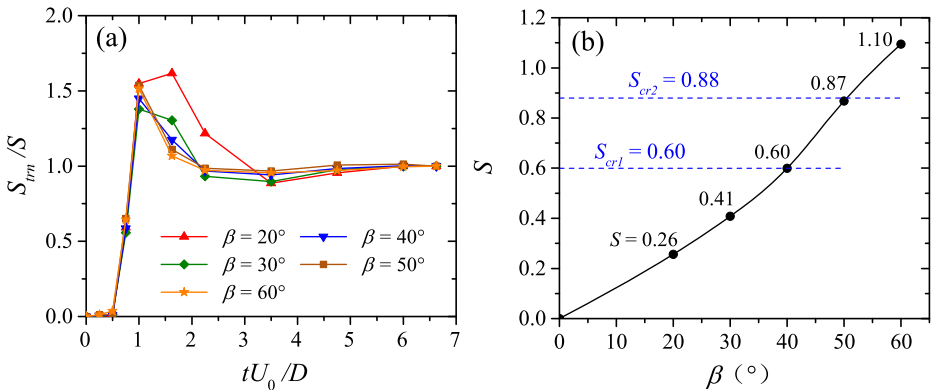 (a)
S_trn/S
2.0
1.5
1.0
0.5
0.0
β = 20° β = 40°
β = 30° β = 50°
β = 60°
0 1 2 3 4 5 6 7
tU_0/D
(b)
S
1.2
1.0
0.8
0.6
0.4
0.2
0.0
1.10
S_cr2 = 0.88
0.87
S_cr1 = 0.60
0.60
0.41
S = 0.26
0 10 20 30 40 50 60
β (°)